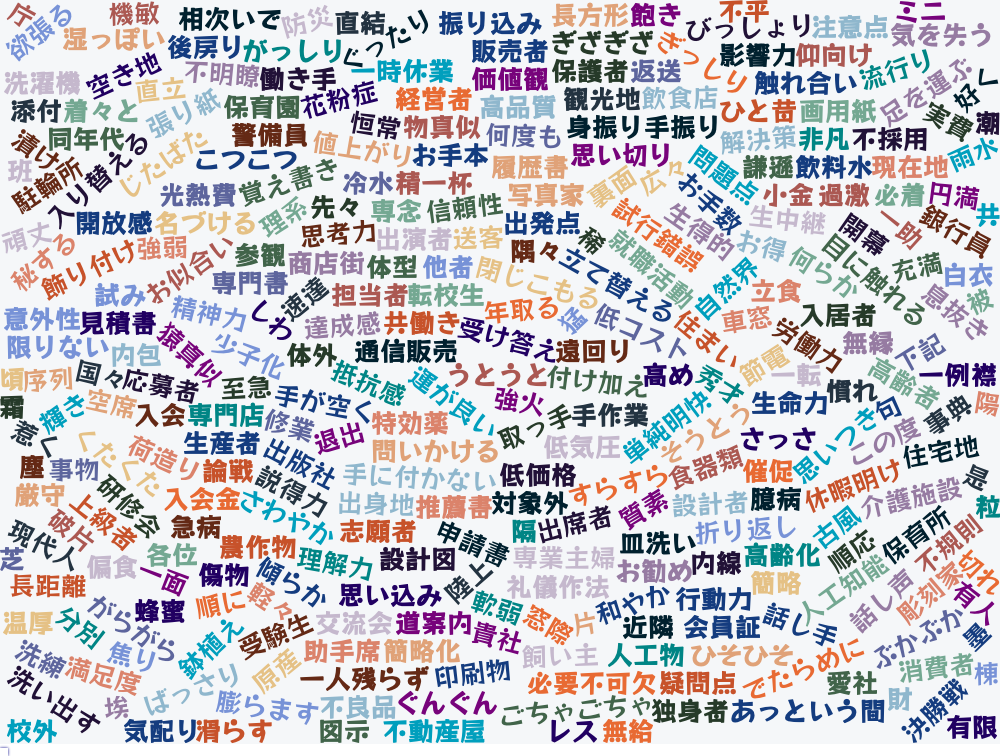 庁
機敏
相次いで
防災
直結
ぐったり
振り込み
長方形
飽き
不平
びっしょり
注意点
ミニ
気を失う
欲張る
湿っぽい
後戻り
がっしり
販売者
ぎざぎざ
ぎっしり
影響力
仰向け
洗濯機
空き地
不明瞭
働き手
一時休業
価値観
保護者
返送
触れ合い
流行り
足を運ぶ
好く
添付
着々と
直立
張り紙
保育園
花粉症
経営者
高品質
観光地
飲食店
ひと昔
画用紙
実費
潮
漬け所
同年代
警備員
恒常
物真似
何度も
身振り手振り
解決策
非凡
不採用
班
駐輪所
入り替える
じたばた
こつこつ
値上がり
お手本
履歴書
思い切り
問題点
謙遜
飲料水
現在地
雨水
光熱費
覚え書き
冷水
精一杯
写真家
裏面
広々
お手数
小金
過激
必着
円満
共
開放感
名づける
理系
先々
専念
信頼性
出発点
試行錯誤
生得的
生中継
開幕
一助
銀行員
頑丈
秘する
飾り付け
強弱
お似合い
参観
思考力
出演者
送客
隅々
稀
就職活動
お得
何らか
目に触れる
充満
白衣
専門書
商店街
体型
他者
閉じこもる
立て替える
自然界
立食
息抜き
被
試み
精神力
しわ
速達
担当者
転校生
年取る
猛
低コスト
住まい
車窓
労働力
入居者
意外性
見積書
猿真似
達成感
共働き
受け答え
遠回り
無縁
限りない
内包
少子化
体外
通信販売
節電
一転
高齢者
下記
頃
序列
国々
応募者
至急
抵抗感
運が良い
うとうと
付け加え
高め
秀才
慣れ
一例
襟
霜
輝き
空席
入会
専門店
修業
手が空く
特効薬
強火
取っ手
手作業
単純明快
そうとう
生命力
思いつき
句
この度
事典
陽
惹く
くたくた
荷造り
生産者
出版社
退出
問いかける
低気圧
さっさ
住宅地
塵
事物
論戦
説得力
手に付かない
低価格
すらすら
食器類
催促
休暇明け
是
厳守
上級者
研修会
入会金
さわやか
出身地
推薦書
対象外
質素
設計者
臆病
介護施設
粒
現代人
破片
急病
志願者
申請書
隔
出席者
折り返し
古風
保育所
芝
偏食
各位
農作物
理解力
設計図
専業主婦
皿洗い
お勧め
内線
高齢化
順応
不規則
長距離
一面
傷物
傾らか
思い込み
陸上
礼儀作法
簡略
人工知能
話し声
彫刻家
切れ
有人
温厚
分別
がらがら
蜂蜜
順に
軽々
軟弱
窓際
片
和やか
行動力
話し手
墨
洗練
満足度
焦り
鉢植え
受験生
交流会
道案内
貴社
近隣
会員証
ぶかぶか
助手席
簡略化
飼い主
人工物
ひそひそ
消費者
棟
洗い出す
埃
ばっさり
原産
一人残らず
印刷物
必要不可欠
疑問点
でたらめに
愛社
財
決勝戦
膨らます
不良品
ぐんぐん
ごちゃごちゃ
独身者
あっという間
校外
気配り
滑らす
図示
不動産屋
レス
無給
有限